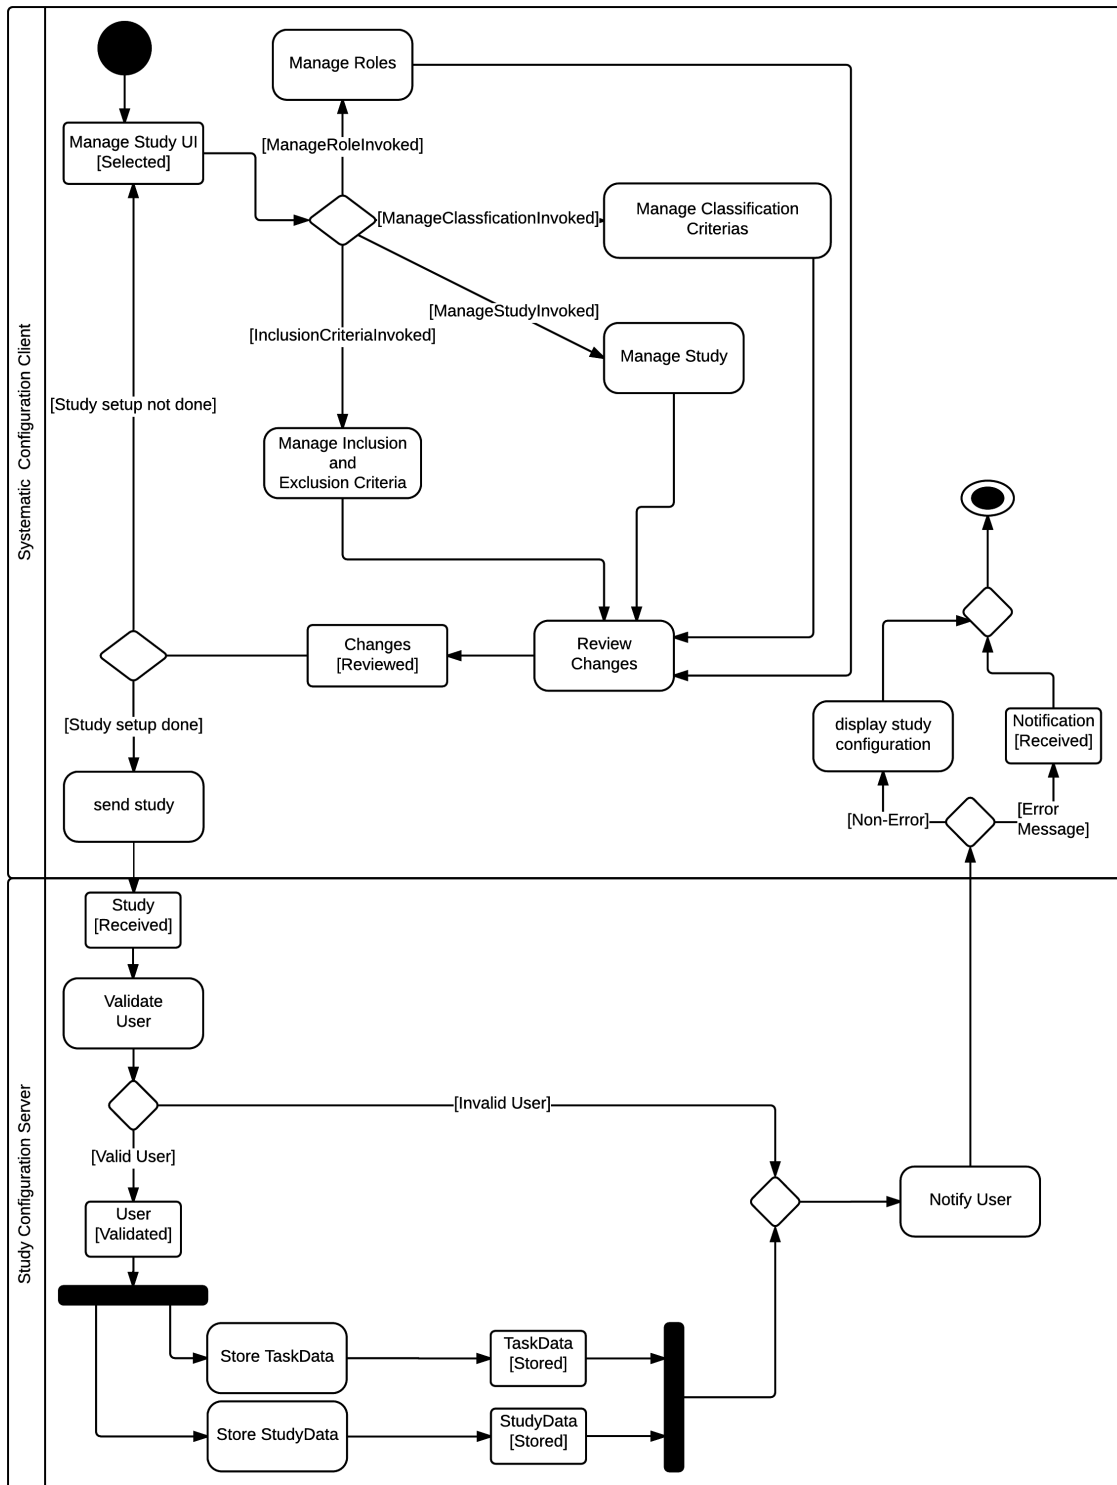 Systematic  Configuration Client
Manage Roles
Manage Study UI
[Selected]
[ManageRoleInvoked]
[ManageClassficationInvoked]
Manage Classification
Criterias
[ManageStudyInvoked]
[InclusionCriteriaInvoked]
Manage Study
[Study setup not done]
Manage Inclusion
and
Exclusion Criteria
Changes
[Reviewed]
Review
Changes
[Study setup done]
display study
configuration
Notification
[Received]
send study
[Non-Error]
[Error
Message]
Study Configuration Server
Study
[Received]
Validate
User
[Invalid User]
[Valid User]
User
[Validated]
Notify User
Store TaskData
TaskData
[Stored]
Store StudyData
StudyData
[Stored]